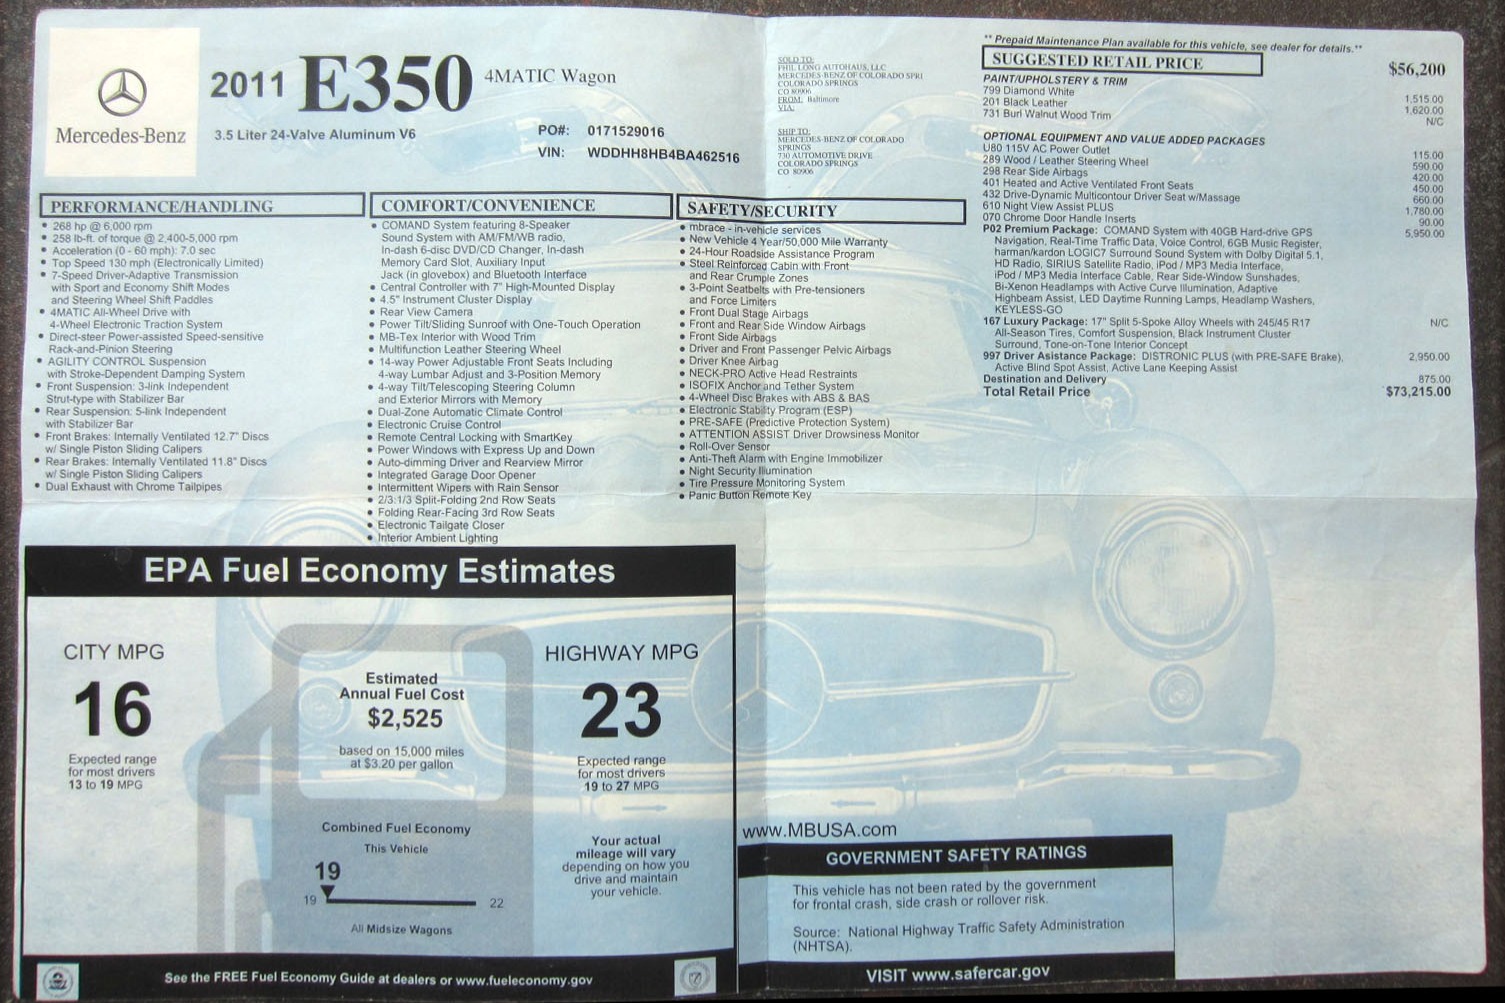 Mercedes-Benz
2011 E350 4MATIC Wagon
3.5 Liter 24-Valve Aluminum V6
PO#: 0171529016
VIN: WDDHH8HB4BA462516
SOLD TO:
PHIL LONG AUTOHAUS, LLC
MERCEDES-BENZ OF COLORADO SPRI
COLORADO SPRINGS
CO 80906
FROM: Baltimore
VIA:
SHIP TO:
MERCEDES-BENZ OF COLORADO
SPRINGS
730 AUTOMOTIVE DRIVE
COLORADO SPRINGS
CO 80906
PERFORMANCE/HANDLING
• 268 hp @ 6,000 rpm
• 258 lb-ft. of torque @ 2,400-5,000 rpm
• Acceleration (0 - 60 mph): 7.0 sec
• Top Speed 130 mph (Electronically Limited)
• 7-Speed Driver-Adaptive Transmission
with Sport and Economy Shift Modes
and Steering Wheel Shift Paddles
• 4MATIC All-Wheel Drive with
4-Wheel Electronic Traction System
• Direct-steer Power-assisted Speed-sensitive
Rack-and-Pinion Steering
• AGILITY CONTROL Suspension
with Stroke-Dependent Damping System
• Front Suspension: 3-link Independent
Strut-type with Stabilizer Bar
• Rear Suspension: 5-link Independent
with Stabilizer Bar
• Front Brakes: Internally Ventilated 12.7" Discs
w/ Single Piston Sliding Calipers
• Rear Brakes: Internally Ventilated 11.8" Discs
w/ Single Piston Sliding Calipers
• Dual Exhaust with Chrome Tailpipes
COMFORT/CONVENIENCE
• COMAND System featuring 8-Speaker
Sound System with AM/FM/WB radio,
In-dash 6-disc DVD/CD Changer, In-dash
Memory Card Slot, Auxiliary Input
Jack (in glovebox) and Bluetooth Interface
• Central Controller with 7" High-Mounted Display
• 4.5" Instrument Cluster Display
• Rear View Camera
• Power Tilt/Sliding Sunroof with One-Touch Operation
• MB-Tex Interior with Wood Trim
• Multifunction Leather Steering Wheel
• 14-way Power Adjustable Front Seats Including
4-way Lumbar Adjust and 3-Position Memory
• 4-way Tilt/Telescoping Steering Column
and Exterior Mirrors with Memory
• Dual-Zone Automatic Climate Control
• Electronic Cruise Control
• Remote Central Locking with SmartKey
• Power Windows with Express Up and Down
• Auto-dimming Driver and Rearview Mirror
• Integrated Garage Door Opener
• Intermittent Wipers with Rain Sensor
• 2/3:1/3 Split-Folding 2nd Row Seats
• Folding Rear-Facing 3rd Row Seats
• Electronic Tailgate Closer
• Interior Ambient Lighting
SAFETY/SECURITY
• mbrace - in-vehicle services
• New Vehicle 4 Year/50,000 Mile Warranty
• 24-Hour Roadside Assistance Program
• Steel Reinforced Cabin with Front
and Rear Crumple Zones
• 3-Point Seatbelts with Pre-tensioners
and Force Limiters
• Front Dual Stage Airbags
• Front and Rear Side Window Airbags
• Front Side Airbags
• Driver and Front Passenger Pelvic Airbags
• Driver Knee Airbag
• NECK-PRO Active Head Restraints
• ISOFIX Anchor and Tether System
• 4-Wheel Disc Brakes with ABS & BAS
• Electronic Stability Program (ESP)
• PRE-SAFE (Predictive Protection System)
• ATTENTION ASSIST Driver Drowsiness Monitor
• Roll-Over Sensor
• Anti-Theft Alarm with Engine Immobilizer
• Night Security Illumination
• Tire Pressure Monitoring System
• Panic Button Remote Key
** Prepaid Maintenance Plan available for this vehicle, see dealer for details.**
SUGGESTED RETAIL PRICE $56,200
PAINT/UPHOLSTERY & TRIM
799 Diamond White 1,515.00
201 Black Leather 1,620.00
731 Burl Walnut Wood Trim N/C
OPTIONAL EQUIPMENT AND VALUE ADDED PACKAGES
U80 115V AC Power Outlet 115.00
289 Wood / Leather Steering Wheel 590.00
298 Rear Side Airbags 420.00
401 Heated and Active Ventilated Front Seats 450.00
432 Drive-Dynamic Multicontour Driver Seat w/Massage 660.00
610 Night View Assist PLUS 1,780.00
070 Chrome Door Handle Inserts 90.00
P02 Premium Package: COMAND System with 40GB Hard-drive GPS 5,950.00
Navigation, Real-Time Traffic Data, Voice Control, 6GB Music Register,
harman/kardon LOGIC7 Surround Sound System with Dolby Digital 5.1,
HD Radio, SIRIUS Satellite Radio, iPod / MP3 Media Interface,
iPod / MP3 Media Interface Cable, Rear Side-Window Sunshades,
Bi-Xenon Headlamps with Active Curve Illumination, Adaptive
Highbeam Assist, LED Daytime Running Lamps, Headlamp Washers,
KEYLESS-GO
167 Luxury Package: 17" Split 5-Spoke Alloy Wheels with 245/45 R17 N/C
All-Season Tires, Comfort Suspension, Black Instrument Cluster
Surround, Tone-on-Tone Interior Concept
997 Driver Asistance Package: DISTRONIC PLUS (with PRE-SAFE Brake), 2,950.00
Active Blind Spot Assist, Active Lane Keeping Assist
Destination and Delivery 875.00
Total Retail Price $73,215.00
EPA Fuel Economy Estimates
CITY MPG
16
Expected range
for most drivers
13 to 19 MPG
Estimated
Annual Fuel Cost
$2,525
based on 15,000 miles
at $3.20 per gallon
HIGHWAY MPG
23
Expected range
for most drivers
19 to 27 MPG
Combined Fuel Economy
This Vehicle
19
19 22
All Midsize Wagons
Your actual
mileage will vary
depending on how you
drive and maintain
your vehicle.
See the FREE Fuel Economy Guide at dealers or www.fueleconomy.gov
www.MBUSA.com
GOVERNMENT SAFETY RATINGS
This vehicle has not been rated by the government
for frontal crash, side crash or rollover risk.
Source: National Highway Traffic Safety Administration
(NHTSA).
VISIT www.safercar.gov